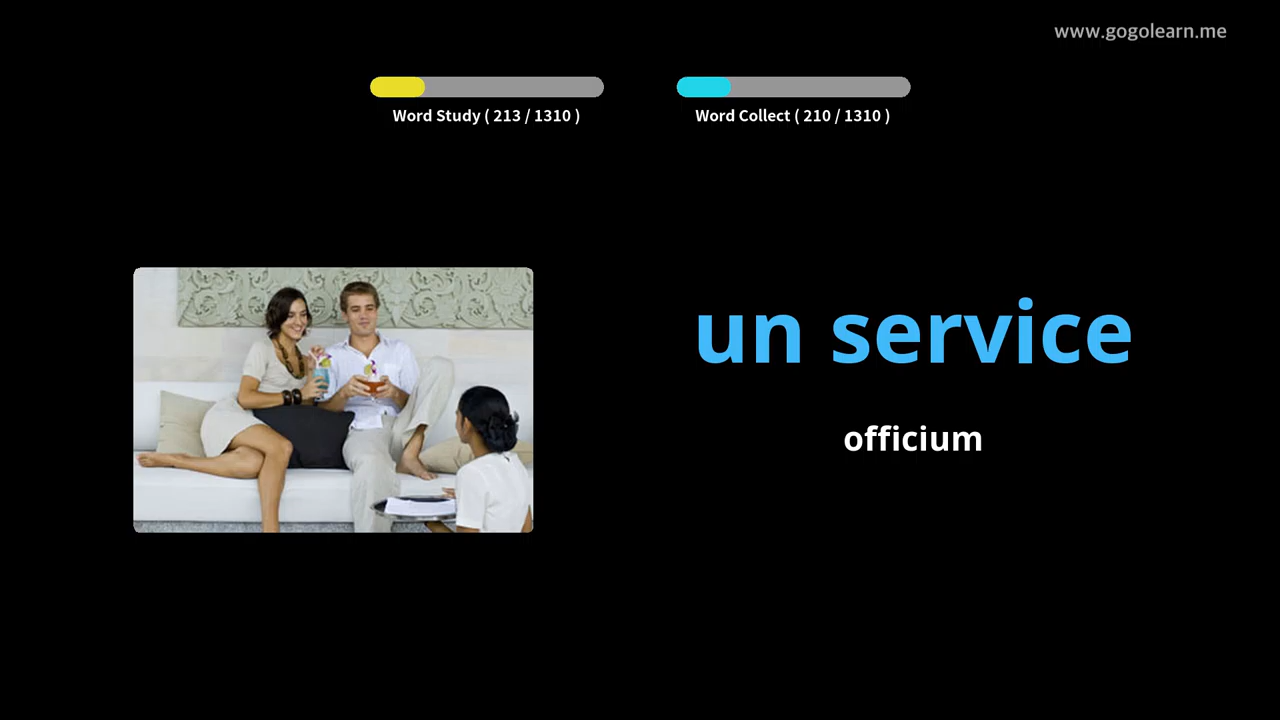 www.gogolearn.me
Word Study ( 213 / 1310 )
Word Collect ( 210 / 1310 )
un service
officium